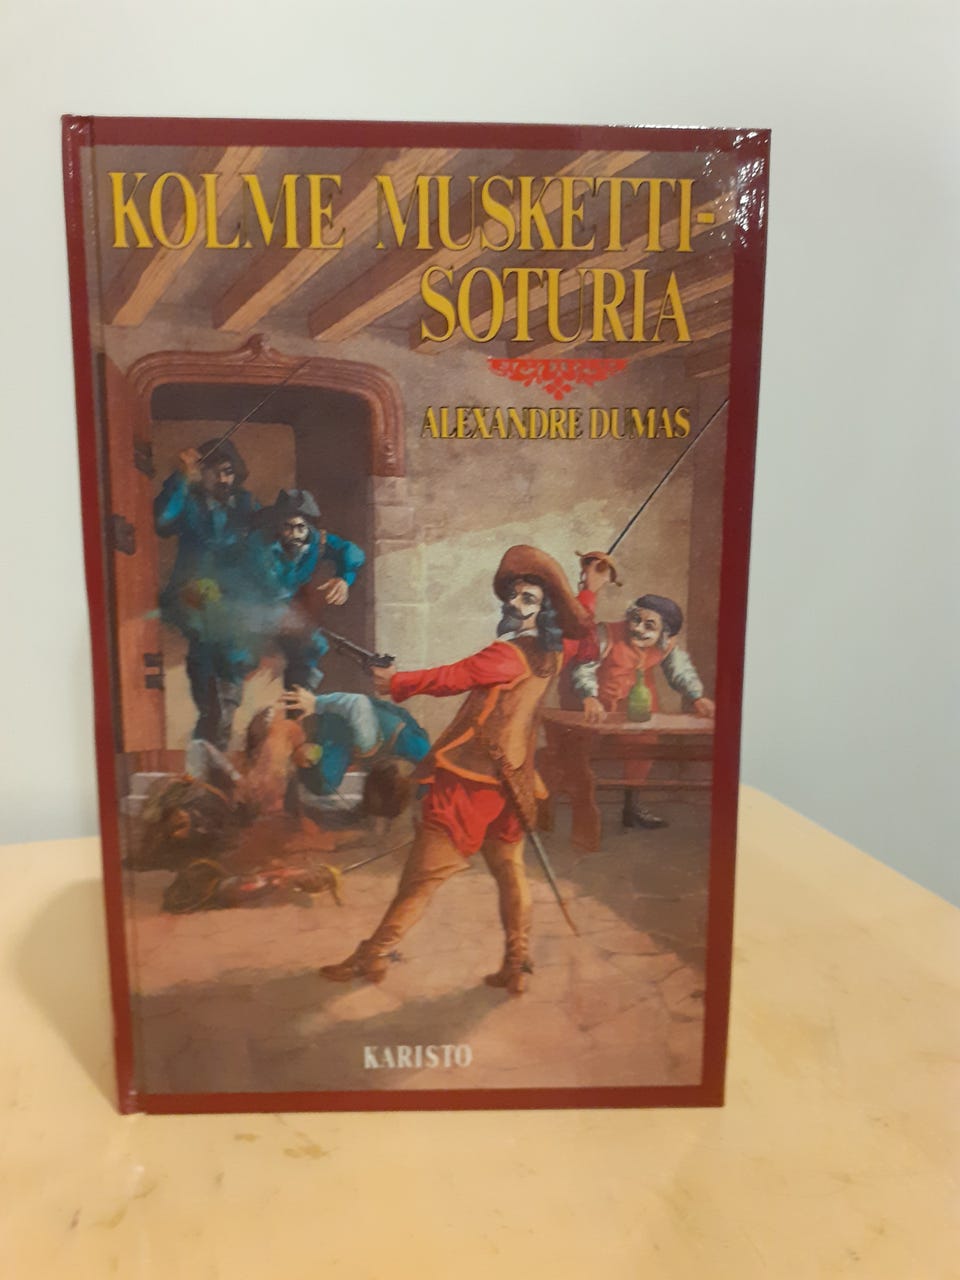 KOLME MUSKETTI-
SOTURIA
ALEXANDRE DUMAS
KARISTO